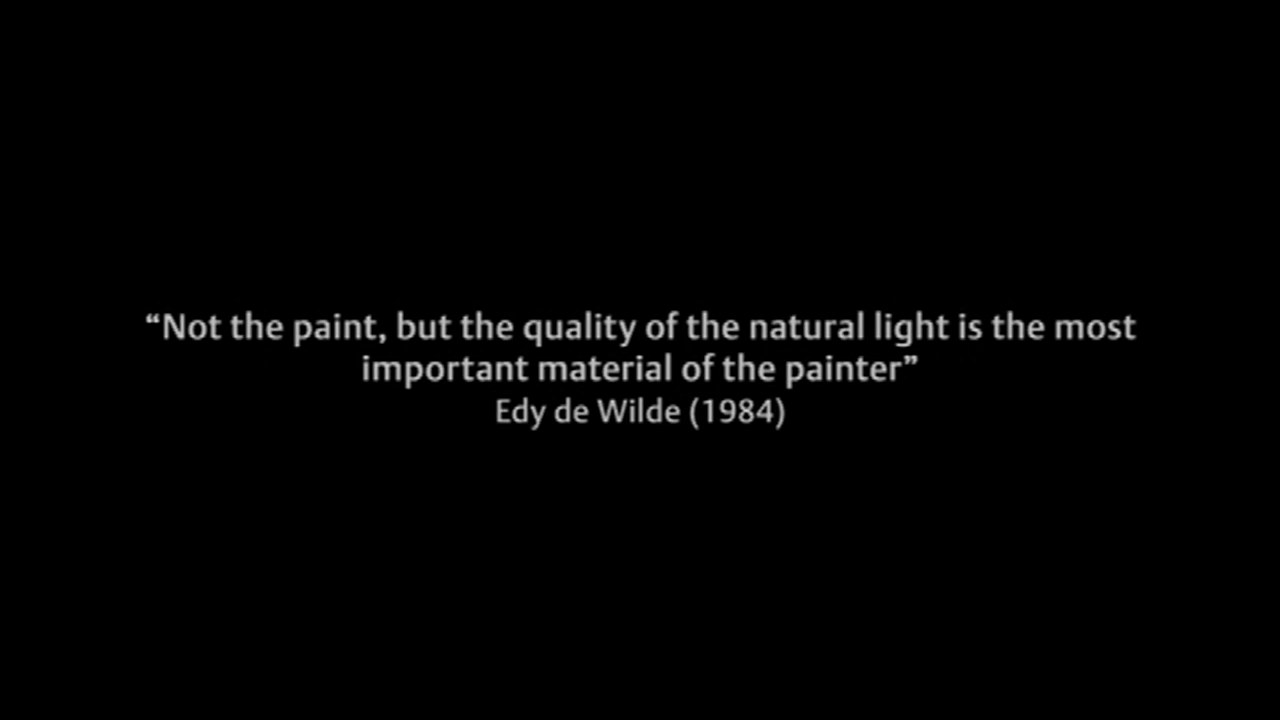 “Not the paint, but the quality of the natural light is the most
important material of the painter”
Edy de Wilde (1984)